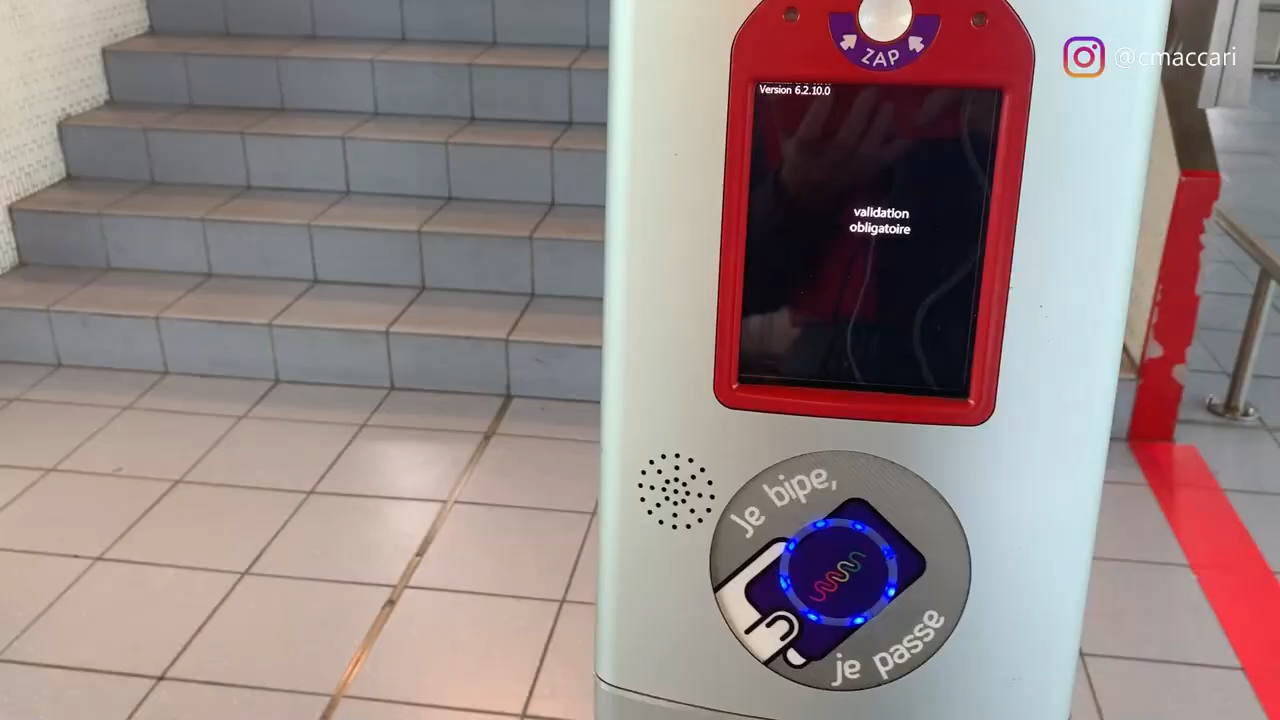 @cmaccari
ZAP
Version 6.2.10.0
validation
obligatoire
Je bipe,
je passe